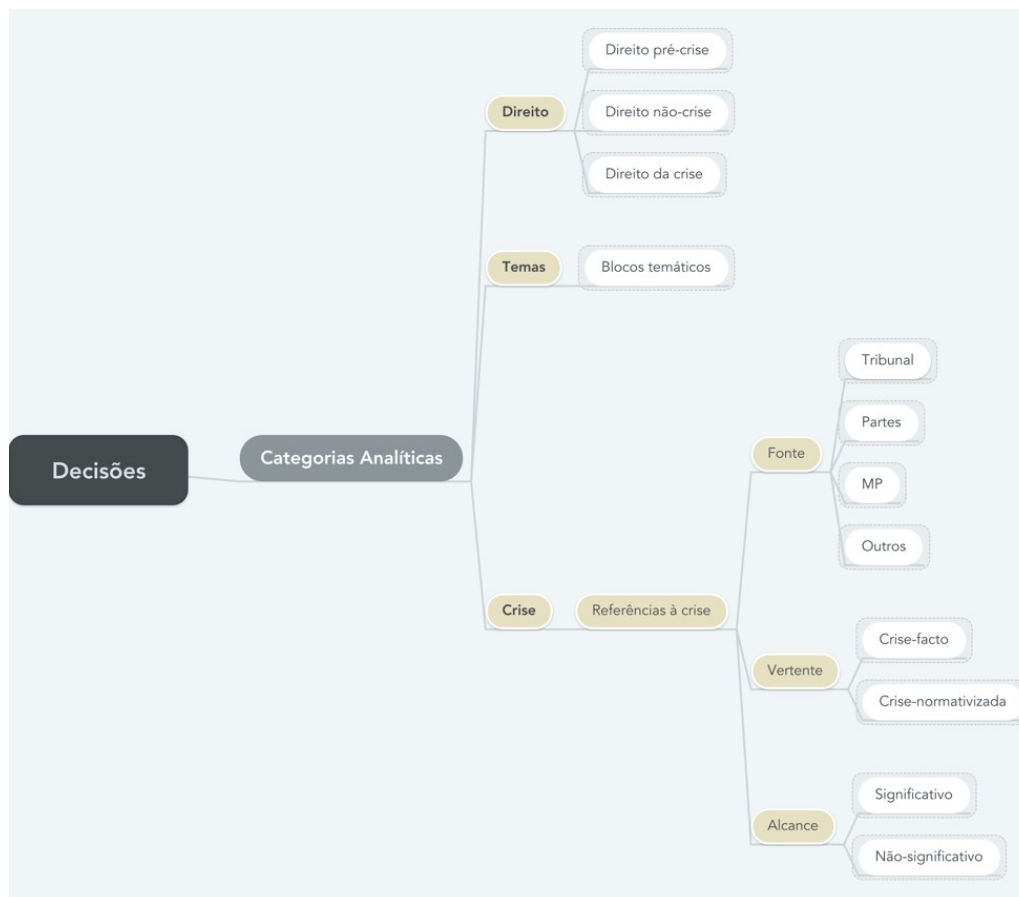 Decisões
Categorias Analíticas
Direito
Direito pré-crise
Direito não-crise
Direito da crise
Temas
Blocos temáticos
Crise
Referências à crise
Fonte
Tribunal
Partes
MP
Outros
Vertente
Crise-facto
Crise-normativizada
Alcance
Significativo
Não-significativo